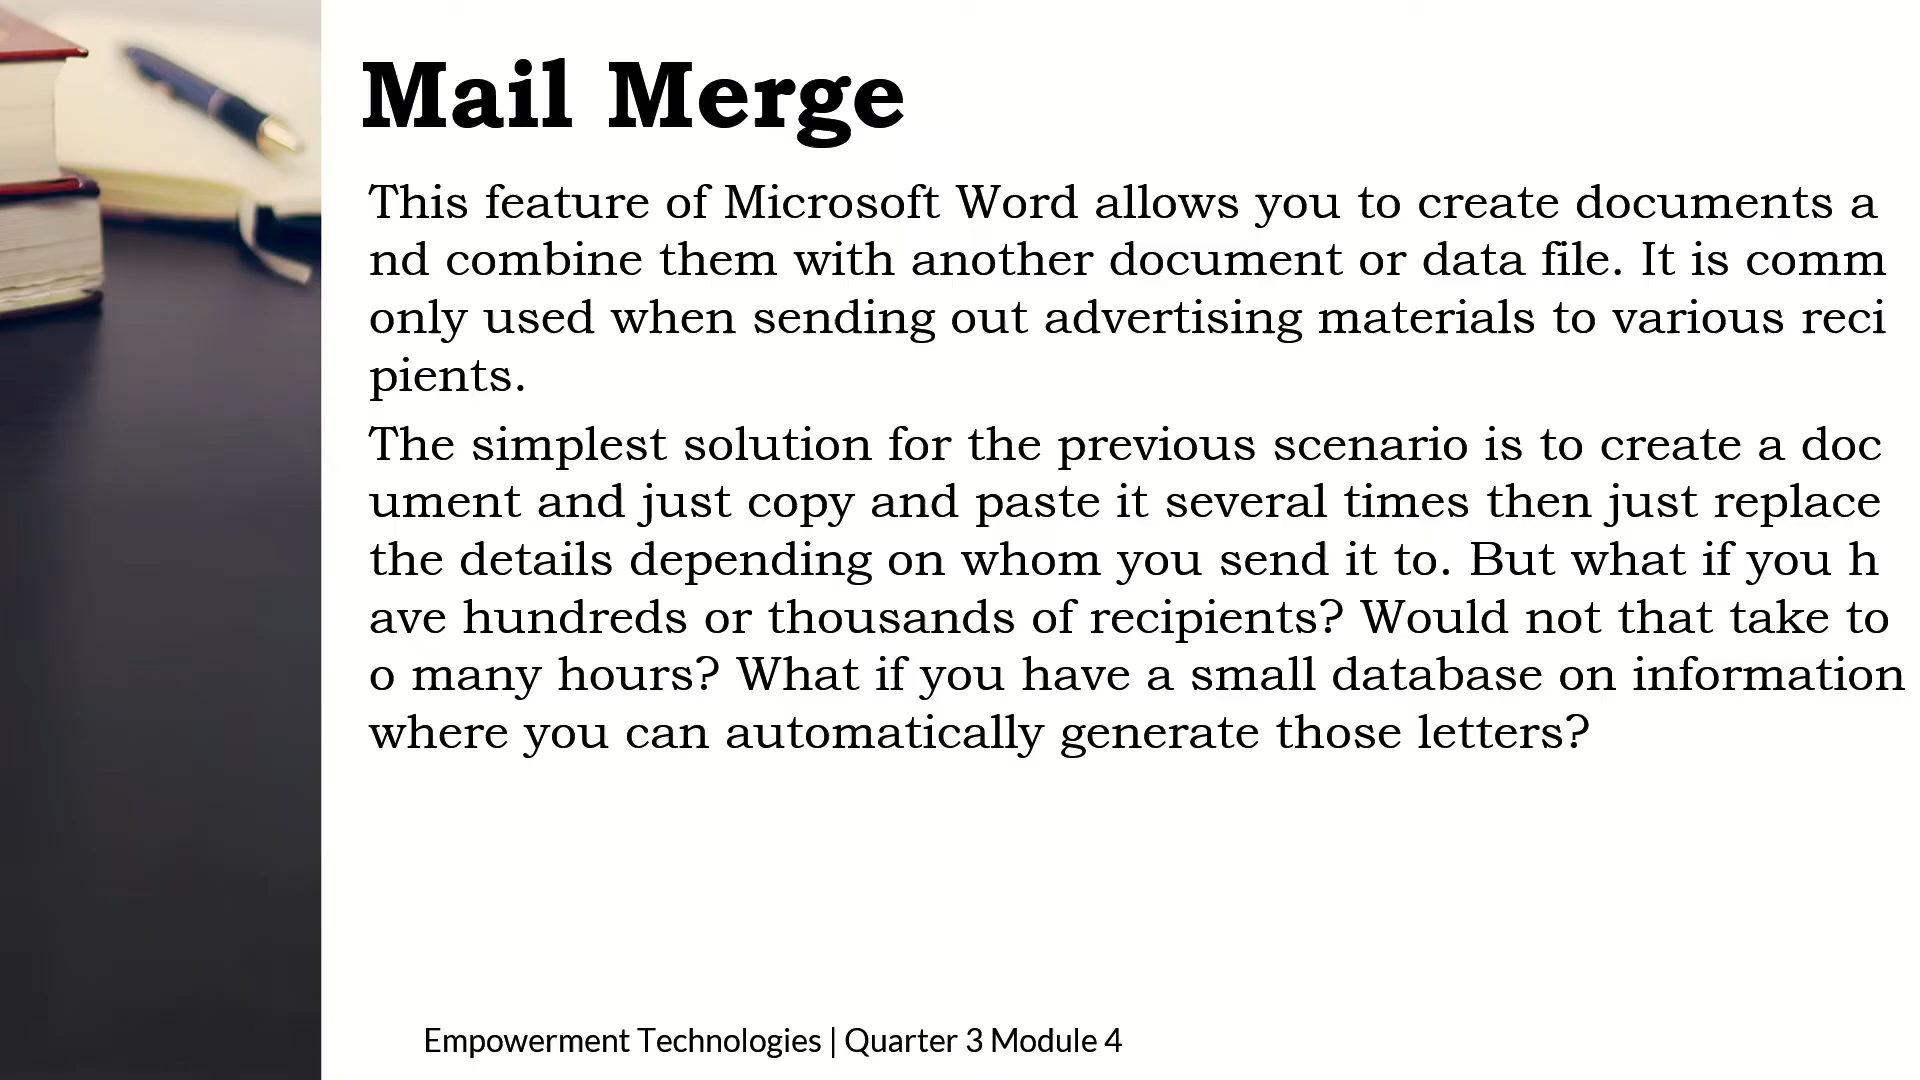 Mail Merge
This feature of Microsoft Word allows you to create documents a
nd combine them with another document or data file. It is comm
only used when sending out advertising materials to various reci
pients.
The simplest solution for the previous scenario is to create a doc
ument and just copy and paste it several times then just replace
the details depending on whom you send it to. But what if you h
ave hundreds or thousands of recipients? Would not that take to
o many hours? What if you have a small database on information
where you can automatically generate those letters?
Empowerment Technologies | Quarter 3 Module 4